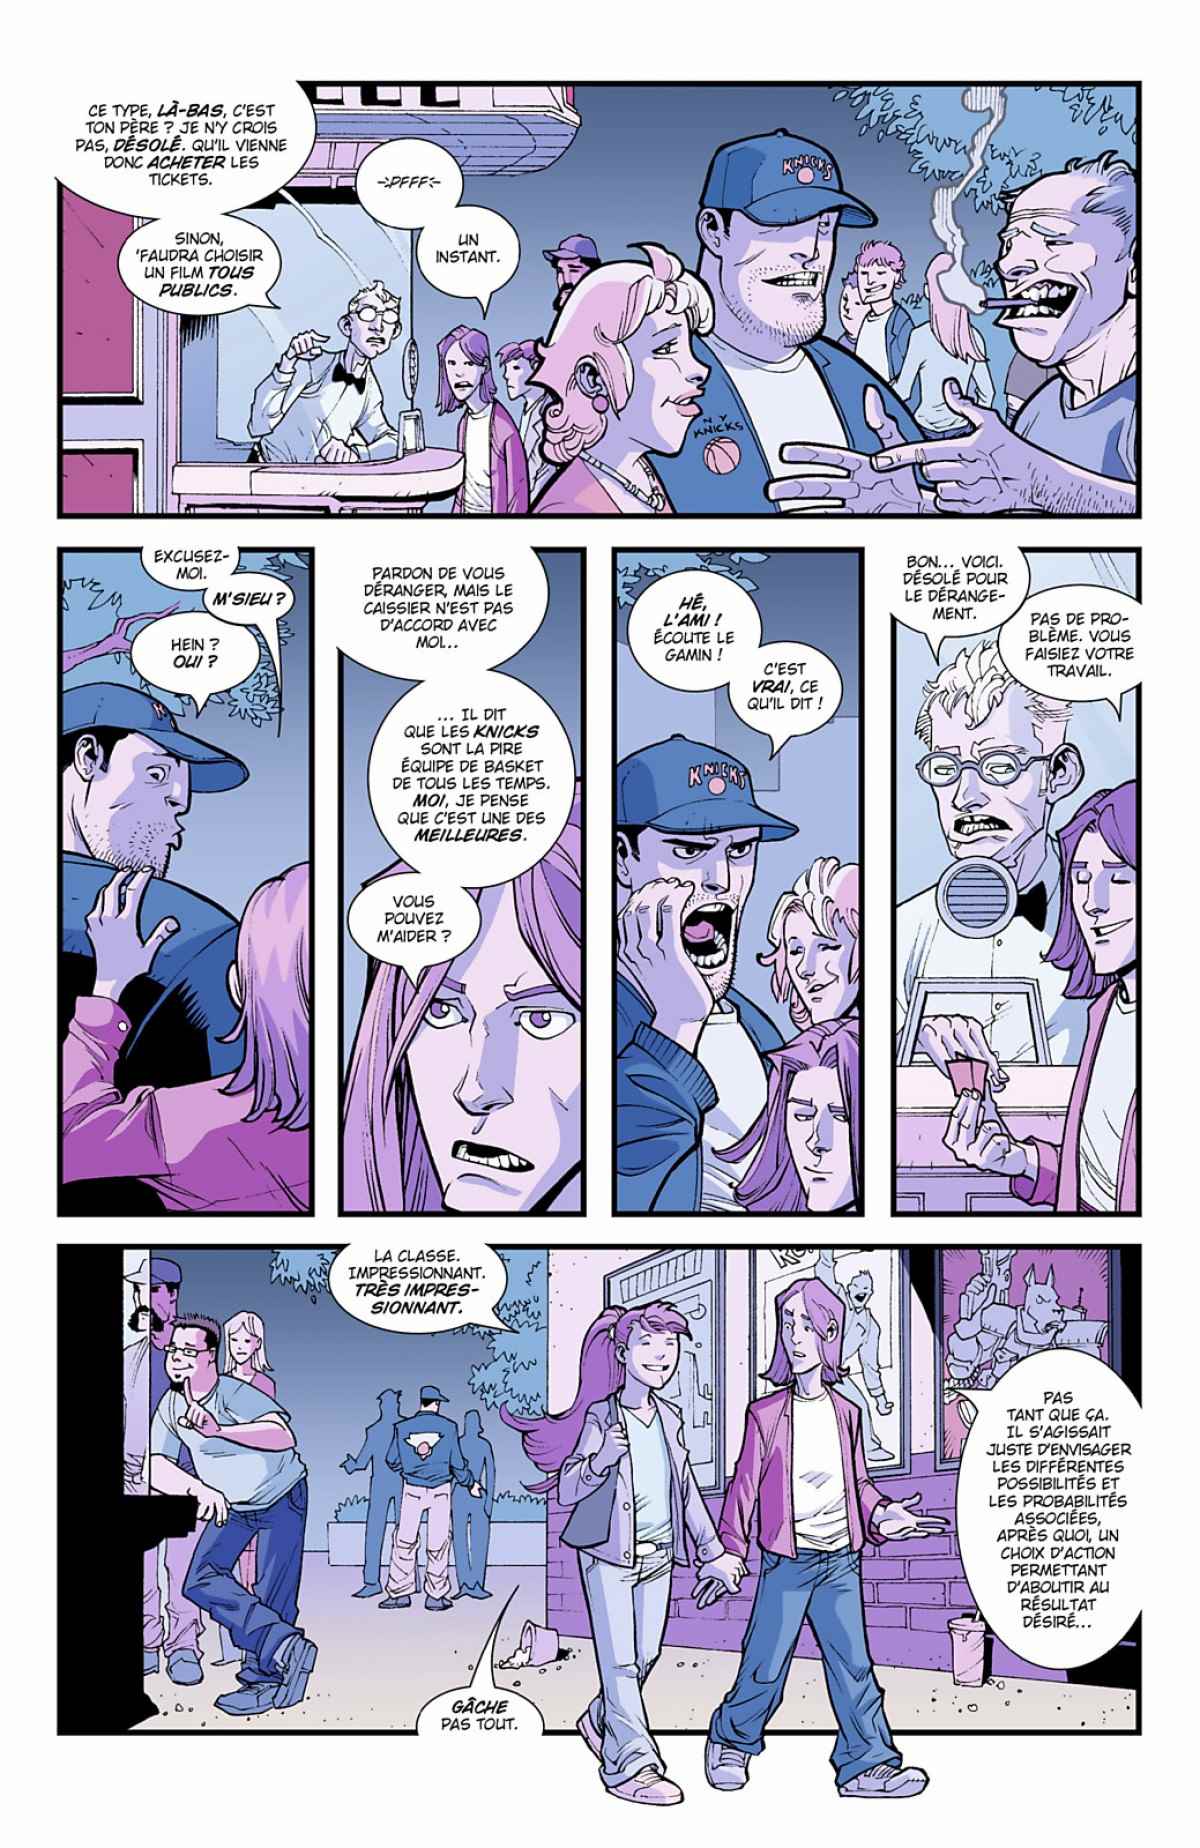 CE TYPE, LÀ-BAS, C'EST
TON PÈRE ? JE N'Y CROIS
PAS, DÉSOLÉ. QU'IL VIENNE
DONC ACHETER LES
TICKETS.
SINON,
'FAUDRA CHOISIR
UN FILM TOUS
PUBLICS.
PFFF
UN
INSTANT.
KNICKS
N Y
KNICKS
EXCUSEZ-
MOI.
M'SIEU ?
HEIN ?
OUI ?
K
PARDON DE VOUS
DÉRANGER, MAIS LE
CAISSIER N'EST PAS
D'ACCORD AVEC
MOI...
... IL DIT
QUE LES KNICKS
SONT LA PIRE
ÉQUIPE DE BASKET
DE TOUS LES TEMPS.
MOI, JE PENSE
QUE C'EST UNE DES
MEILLEURES.
VOUS
POUVEZ
M'AIDER ?
HÉ,
L'AMI !
ÉCOUTE LE
GAMIN !
C'EST
VRAI, CE
QU'IL DIT !
KNICKS
BON... VOICI.
DÉSOLÉ POUR
LE DÉRANGE-
MENT.
PAS DE PRO-
BLÈME. VOUS
FAISIEZ VOTRE
TRAVAIL.
LA CLASSE.
IMPRESSIONNANT.
TRÈS IMPRES-
SIONNANT.
PAS
TANT QUE ÇA.
IL S'AGISSAIT
JUSTE D'ENVISAGER
LES DIFFÉRENTES
POSSIBILITÉS ET
LES PROBABILITÉS
ASSOCIÉES,
APRÈS QUOI, UN
CHOIX D'ACTION
PERMETTANT
D'ABOUTIR AU
RÉSULTAT
DÉSIRÉ...
GÂCHE
PAS TOUT.